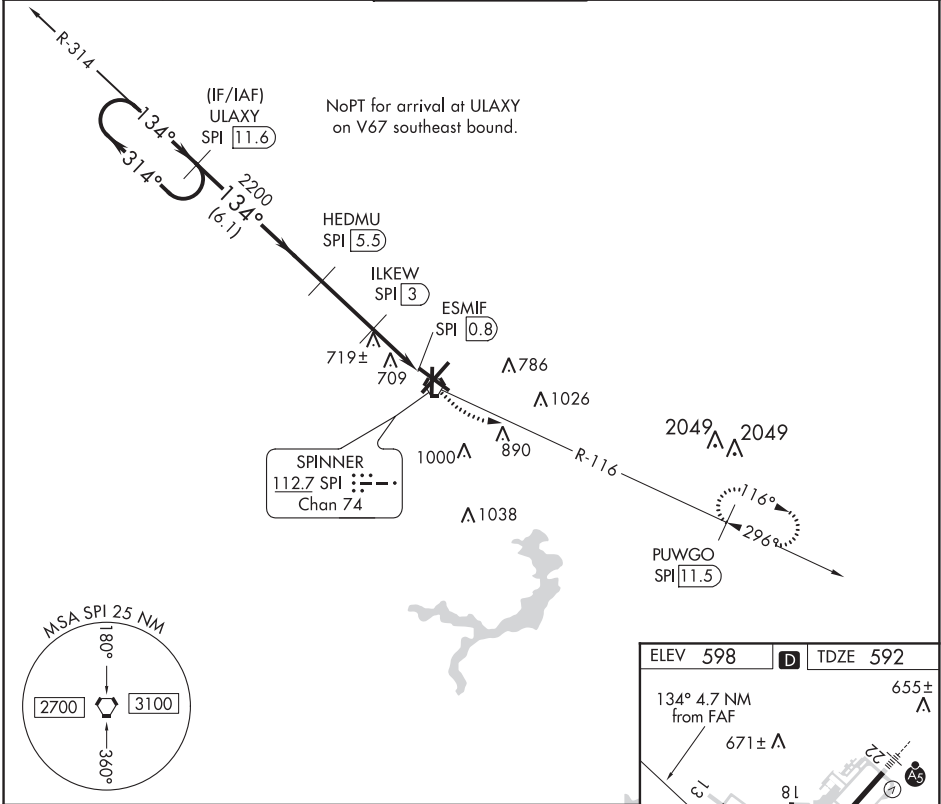 R-314
(IF/IAF)
ULAXY
SPI 11.6
NoPT for arrival at ULAXY
on V67 southeast bound.
134°
314°
2200
134°
(6.1)
HEDMU
SPI 5.5
ILKEW
SPI 3
ESMIF
SPI 0.8
719±
709
786
1026
2049
2049
890
1000
R-116
SPINNER
112.7 SPI
Chan 74
1038
116°
296°
PUWGO
SPI 11.5
MSA SPI 25 NM
180°
2700
3100
360°
ELEV 598
D
TDZE 592
134° 4.7 NM
from FAF
655±
671±
22
A5
V
13
18
L